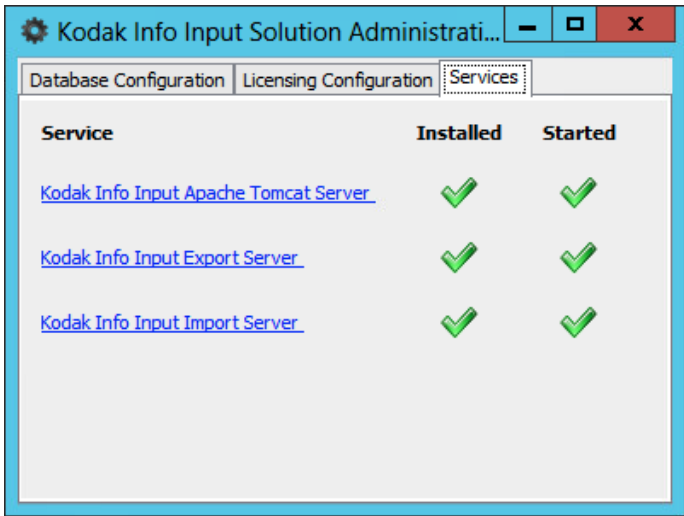 Kodak Info Input Solution Administrati...
Database Configuration Licensing Configuration Services
Service Installed Started
Kodak Info Input Apache Tomcat Server
Kodak Info Input Export Server
Kodak Info Input Import Server